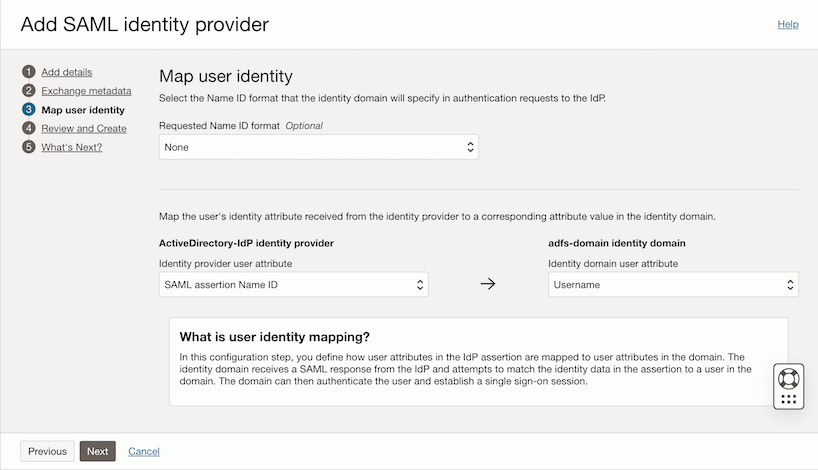 Add SAML identity provider
Help
1 Add details
2 Exchange metadata
3 Map user identity
4 Review and Create
5 What's Next?
Map user identity
Select the Name ID format that the identity domain will specify in authentication requests to the IdP.
Requested Name ID format Optional
None
Map the user's identity attribute received from the identity provider to a corresponding attribute value in the identity domain.
ActiveDirectory-IdP identity provider
Identity provider user attribute
SAML assertion Name ID
adfs-domain identity domain
Identity domain user attribute
Username
What is user identity mapping?
In this configuration step, you define how user attributes in the IdP assertion are mapped to user attributes in the domain. The
identity domain receives a SAML response from the IdP and attempts to match the identity data in the assertion to a user in the
domain. The domain can then authenticate the user and establish a single sign-on session.
Previous
Next
Cancel